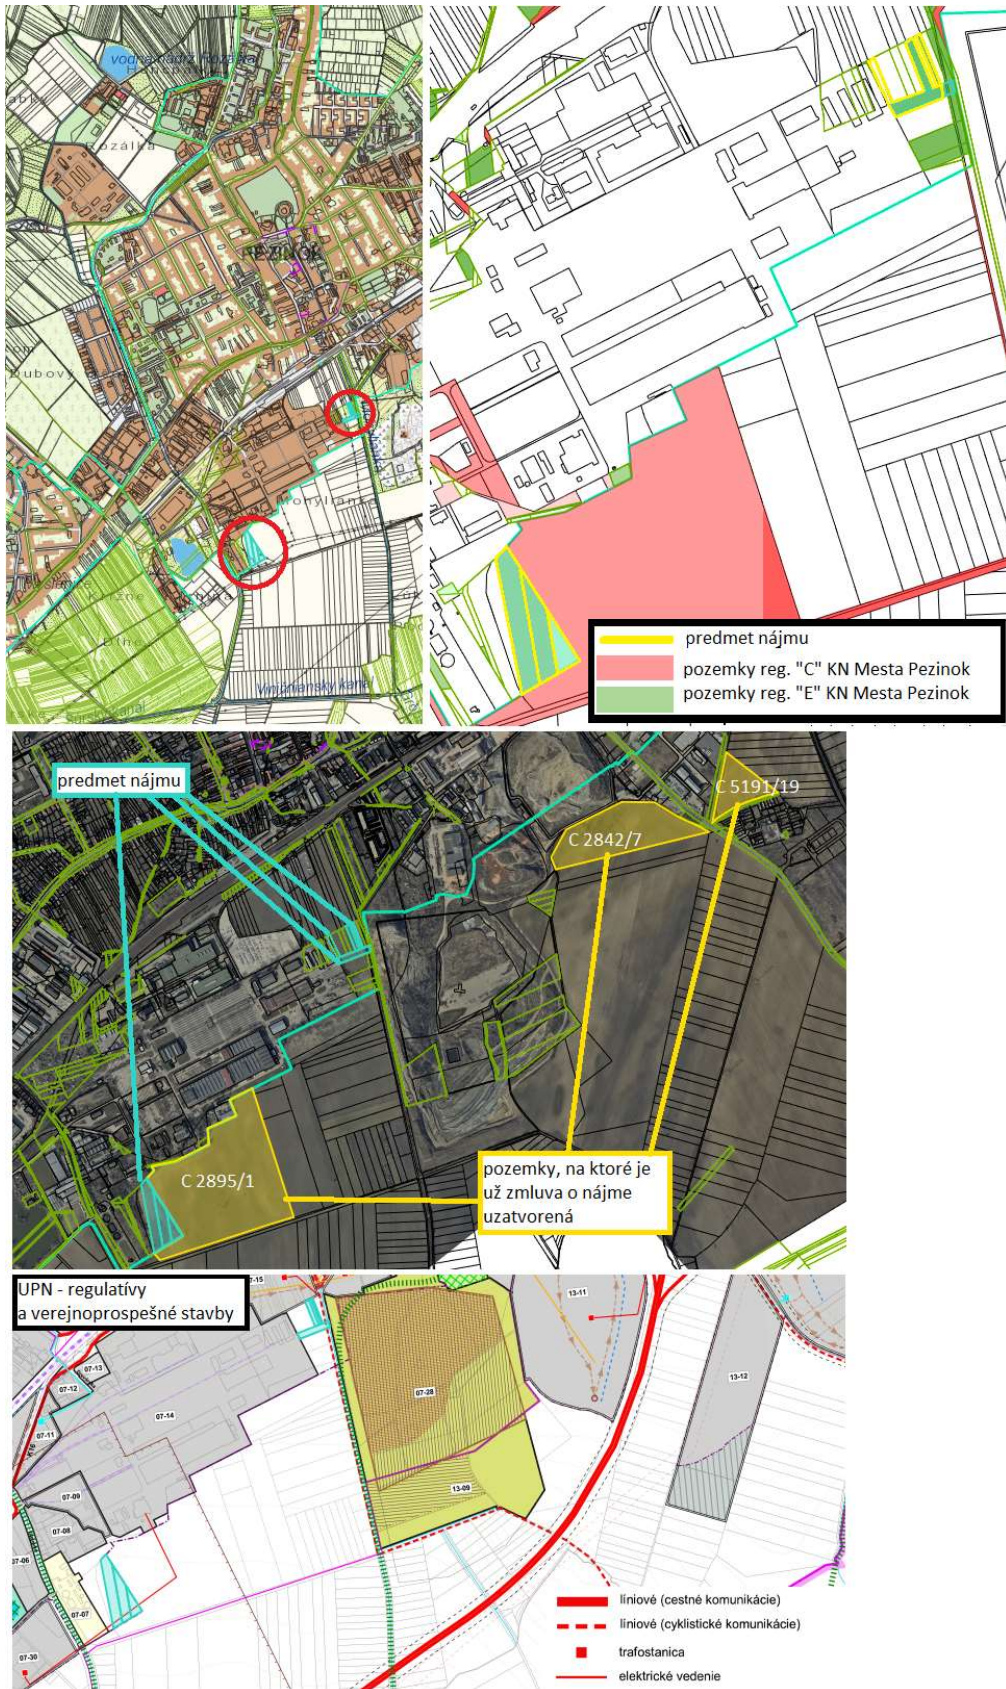 vodná nádrž Rozálka
Rozálka
PEZINOK
Dubový
predmet nájmu
pozemky reg. "C" KN Mesta Pezinok
pozemky reg. "E" KN Mesta Pezinok
Križne
Dlhé
Viničniansky kanál
predmet nájmu
C 5191/19
C 2842/7
C 2895/1
pozemky, na ktoré je
už zmluva o nájme
uzatvorená
UPN - regulatívy
a verejnoprospešné stavby
07-15
13-11
07-13
07-12
07-28
13-12
07-14
07-11
K16
07-09
13-09
07-08
07-06
07-07
07-30
líniové (cestné komunikácie)
líniové (cyklistické komunikácie)
trafostanica
elektrické vedenie